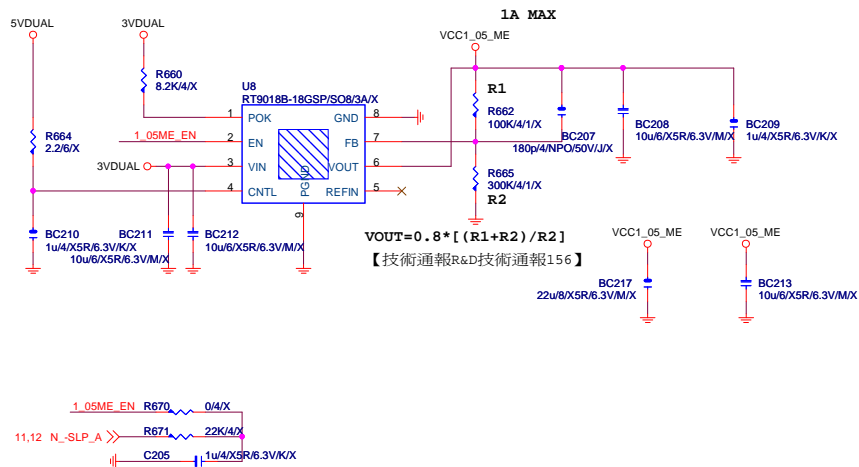 1A MAX
5VDUAL
3VDUAL
VCC1_05_ME
R660
8.2K/4/X
U8
RT9018B-18GSP/SO8/3A/X
R1
R662
100K/4/1/X
1
POK
GND
8
R664
2.2/6/X
1_05ME_EN
2
EN
FB
7
BC207
180p/4/NPO/50V/J/X
BC208
10u/6/X5R/6.3V/M/X
BC209
1u/4/X5R/6.3V/K/X
3VDUAL
3
VIN
VOUT
6
4
CNTL
PGND
REFIN
5
9
R665
300K/4/1/X
R2
BC210
1u/4/X5R/6.3V/K/X
BC211
10u/6/X5R/6.3V/M/X
BC212
10u/6/X5R/6.3V/M/X
VOUT=0.8*[(R1+R2)/R2]
【技術通報R&D技術通報156】
VCC1_05_ME
VCC1_05_ME
BC217
22u/8/X5R/6.3V/M/X
BC213
10u/6/X5R/6.3V/M/X
1_05ME_EN
R670
0/4/X
11,12 N_-SLP_A
R671
22K/4/X
C205
1u/4/X5R/6.3V/K/X